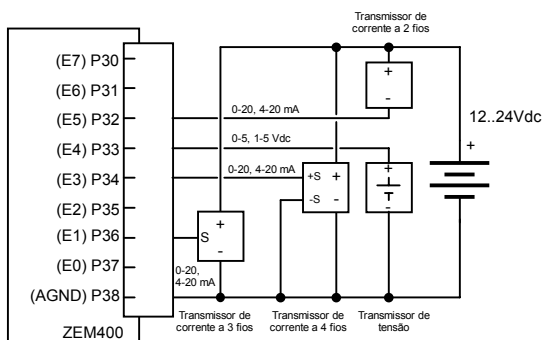 Transmissor de
corrente a 2 fios
(E7) P30
(E6) P31
(E5) P32
(E4) P33
(E3) P34
(E2) P35
(E1) P36
(E0) P37
(AGND) P38
ZEM400
0-20, 4-20 mA
0-5, 1-5 Vdc
0-20, 4-20 mA
+
-
12..24Vdc
+
+S
-S
+
-
+
-
S
+
-
0-20,
4-20 mA
Transmissor de
corrente a 3 fios
Transmissor de
corrente a 4 fios
Transmissor de
tensão